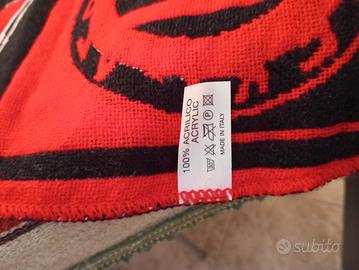 100% ACRILICO
ACRYLIC
MADE IN ITALY
subito